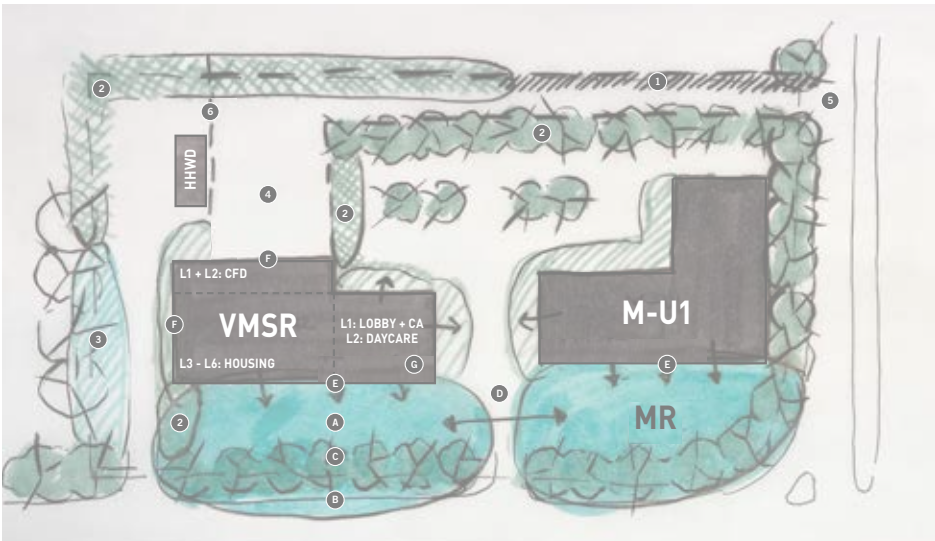 1
2
5
6
2
HHWD
4
2
F
L1 + L2: CFD
F
VMSR
L1: LOBBY + CA
L2: DAYCARE
M-U1
3
L3 - L6: HOUSING
G
E
E
D
2
A
MR
C
B